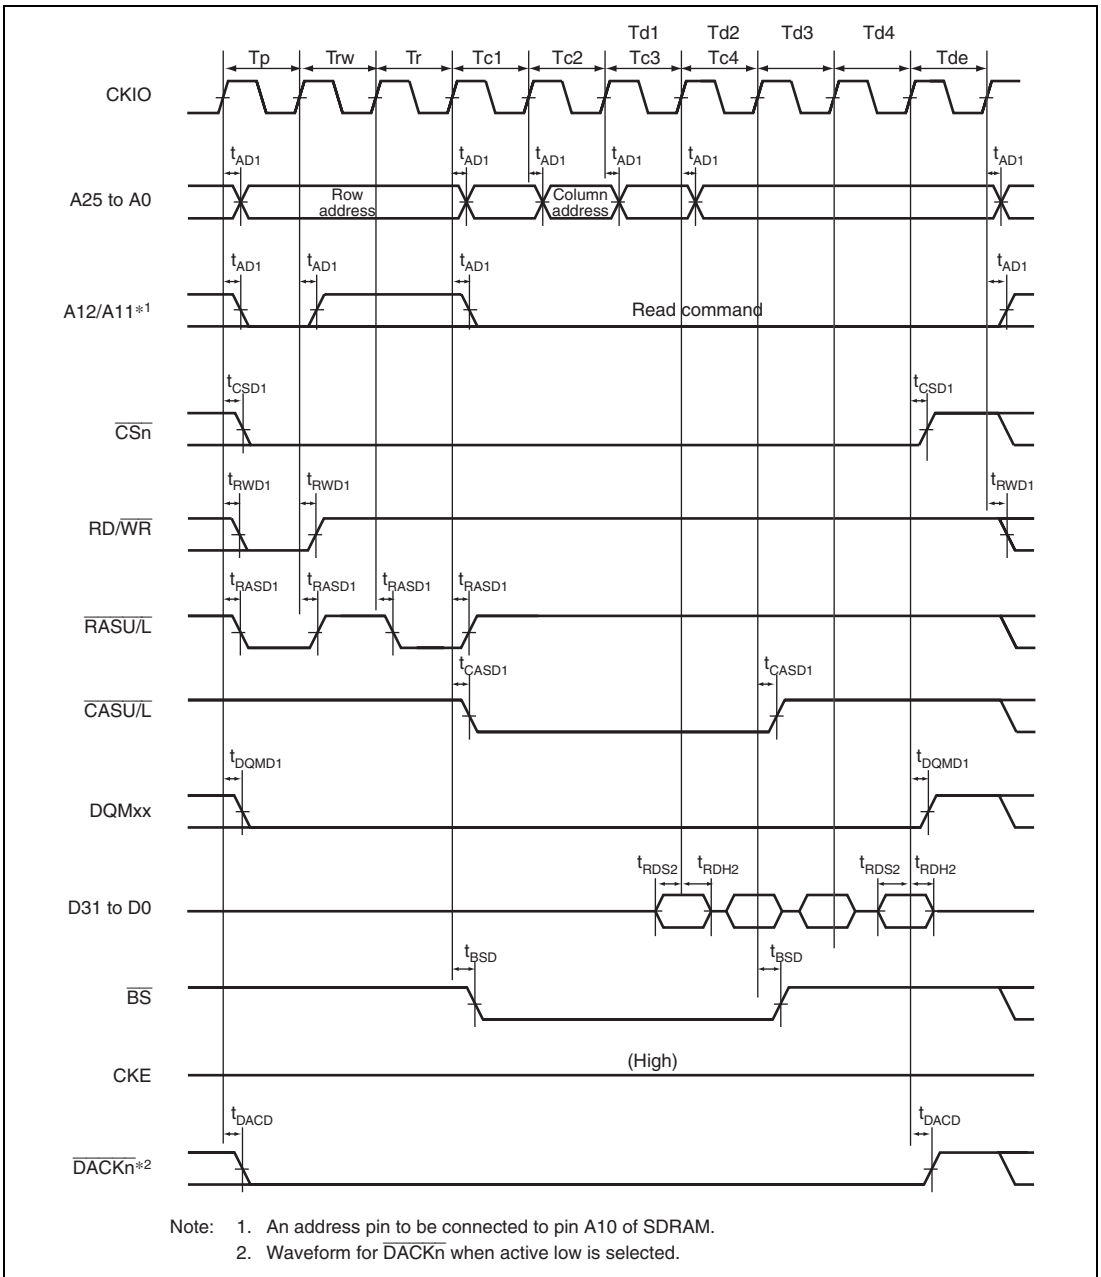 Td1 Td2 Td3 Td4
Tp Trw Tr Tc1 Tc2 Tc3 Tc4 Tde
CKIO
tAD1 tAD1 tAD1 tAD1 tAD1 tAD1
A25 to A0
Row address
Column address
tAD1 tAD1 tAD1 tAD1
A12/A11*1
Read command
tCSD1 tCSD1
CSn
tRWD1 tRWD1 tRWD1
RD/WR
tRASD1 tRASD1 tRASD1 tRASD1
RASU/L
tCASD1 tCASD1
CASU/L
tDQMD1 tDQMD1
DQMxx
tRDS2 tRDH2 tRDS2 tRDH2
D31 to D0
tBSD tBSD
BS
(High)
CKE
tDACD tDACD
DACKn*2
Note: 1. An address pin to be connected to pin A10 of SDRAM.
2. Waveform for DACKn when active low is selected.